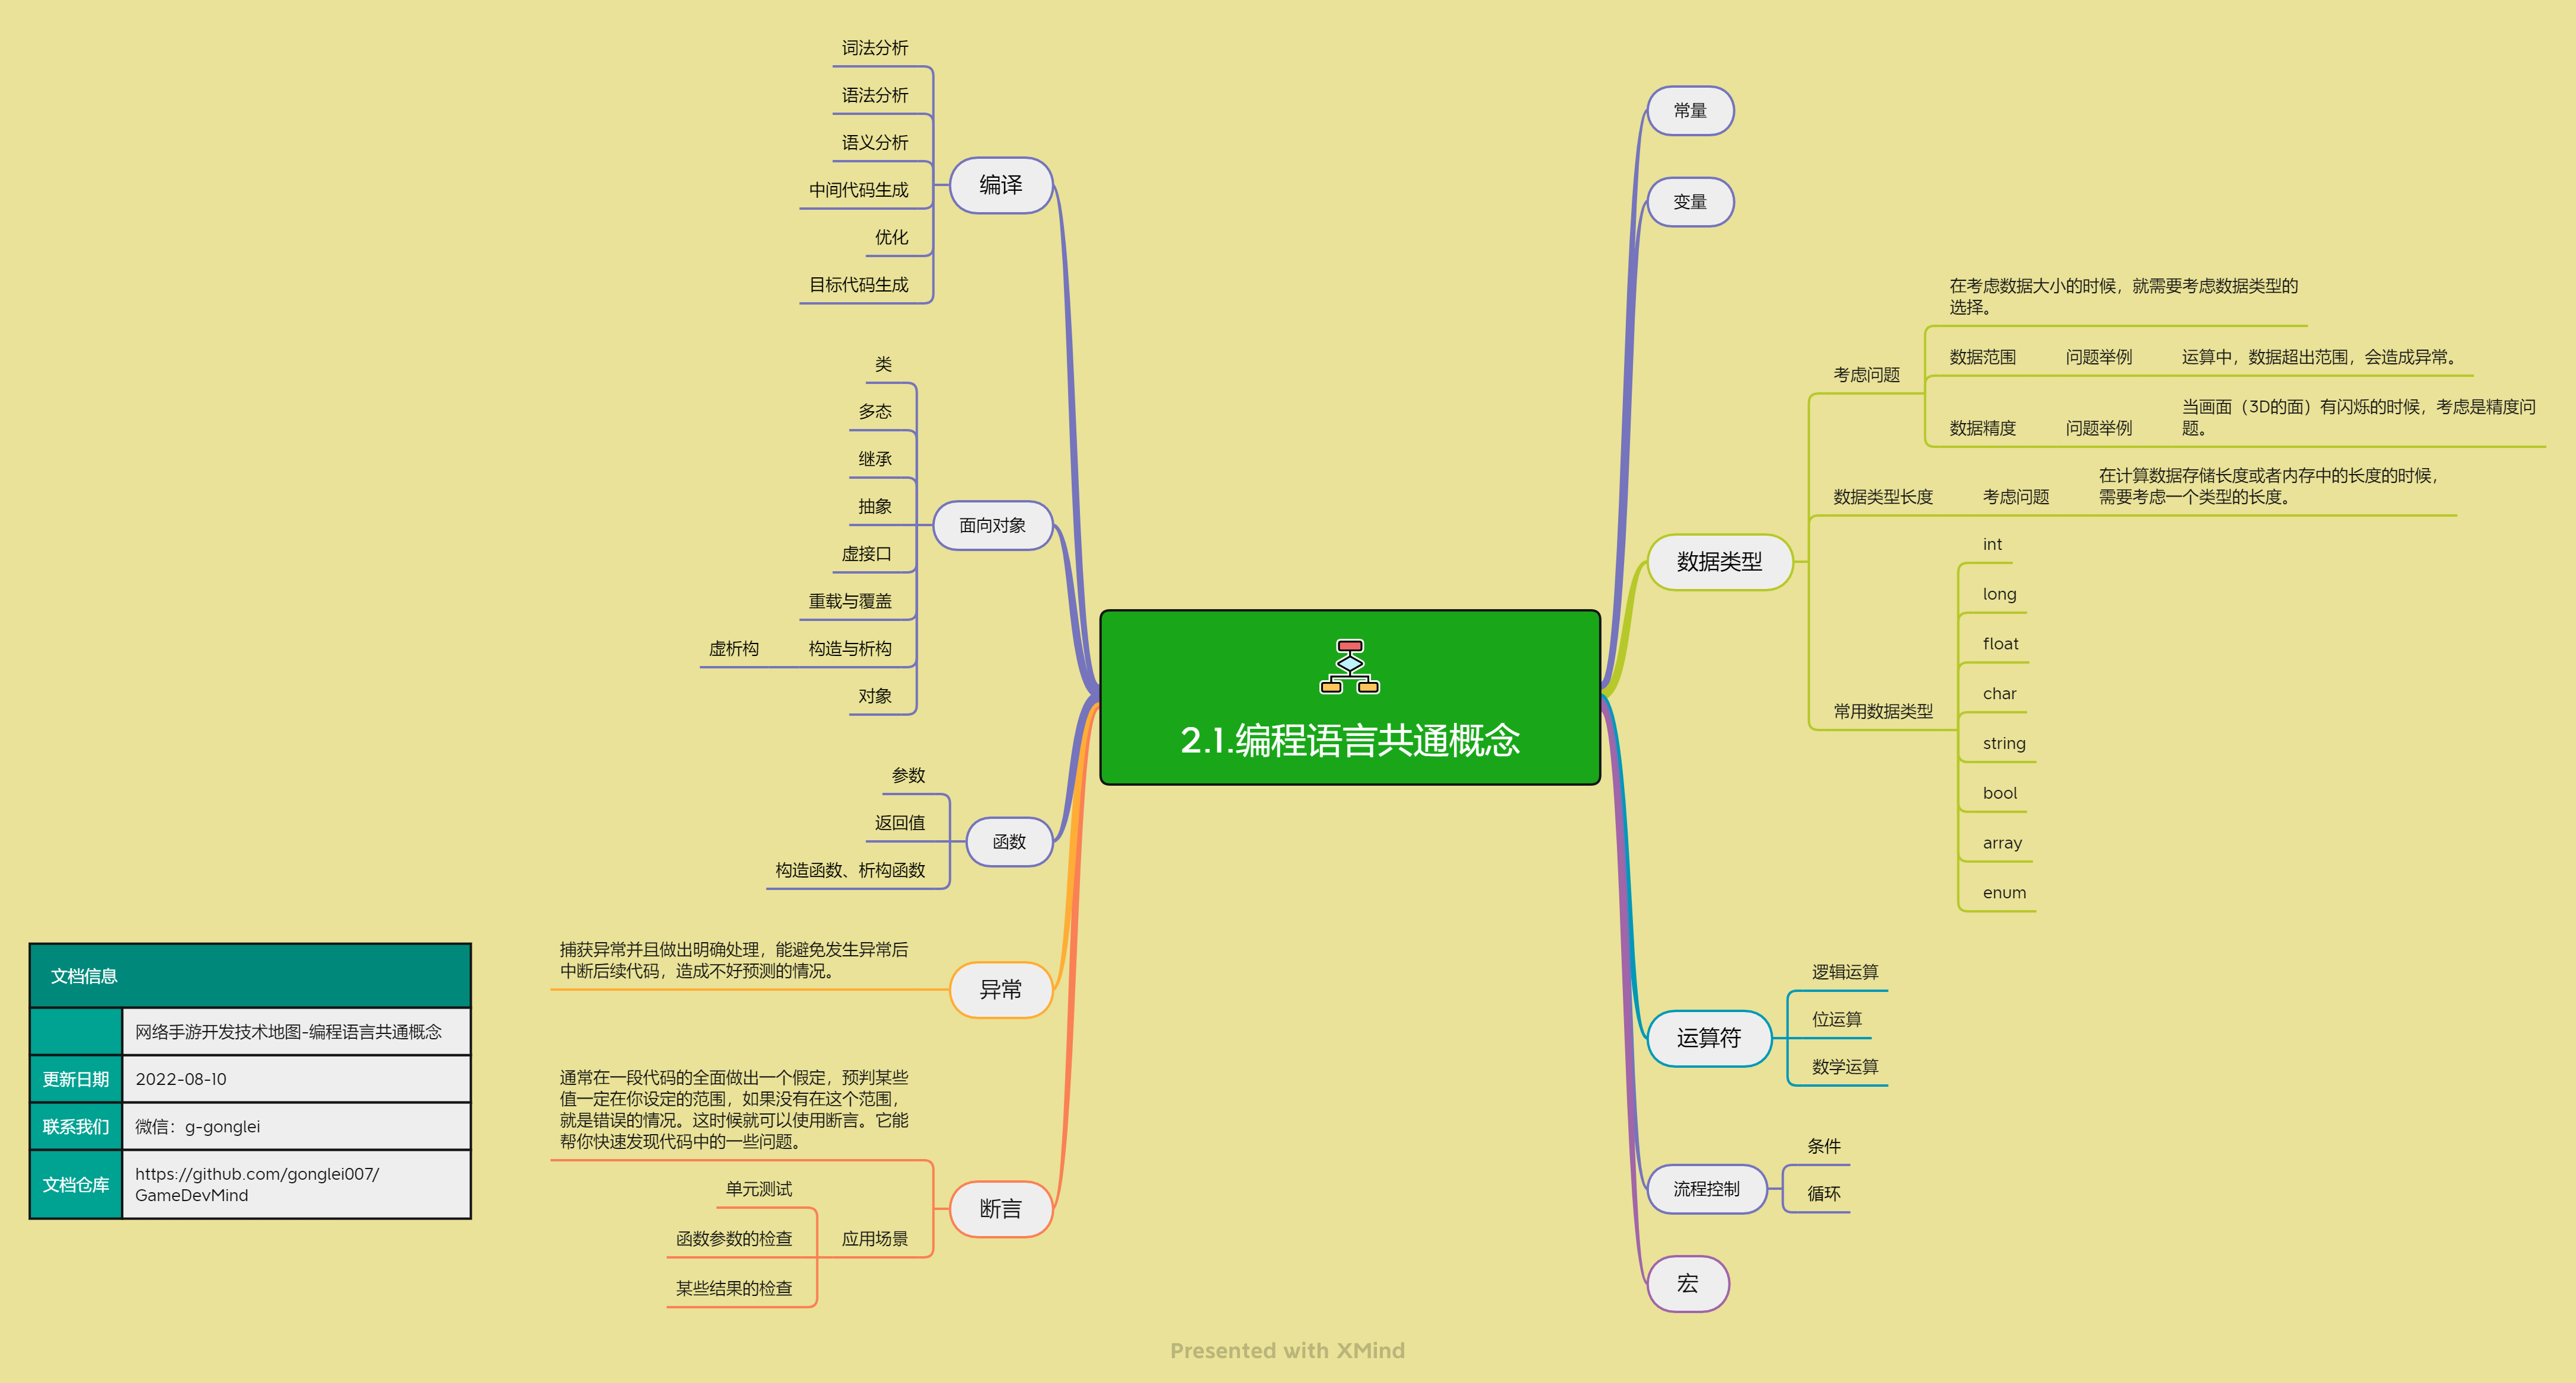 2.1.编程语言共通概念
常量
变量
数据类型
考虑问题
在考虑数据大小的时候，就需要考虑数据类型的
选择。
数据范围
问题举例
运算中，数据超出范围，会造成异常。
数据精度
问题举例
当画面（3D的面）有闪烁的时候，考虑是精度问
题。
数据类型长度
考虑问题
在计算数据存储长度或者内存中的长度的时候，
需要考虑一个类型的长度。
常用数据类型
int
long
float
char
string
bool
array
enum
运算符
逻辑运算
位运算
数学运算
流程控制
条件
循环
宏
编译
词法分析
语法分析
语义分析
中间代码生成
优化
目标代码生成
面向对象
类
多态
继承
抽象
虚接口
重载与覆盖
构造与析构
虚析构
对象
函数
参数
返回值
构造函数、析构函数
异常
捕获异常并且做出明确处理，能避免发生异常后
中断后续代码，造成不好预测的情况。
断言
通常在一段代码的全面做出一个假定，预判某些
值一定在你设定的范围，如果没有在这个范围，
就是错误的情况。这时候就可以使用断言。它能
帮你快速发现代码中的一些问题。
应用场景
单元测试
函数参数的检查
某些结果的检查
文档信息
网络手游开发技术地图-编程语言共通概念
更新日期
2022-08-10
联系我们
微信：g-gonglei
文档仓库
https://github.com/gonglei007/
GameDevMind
Presented with XMind